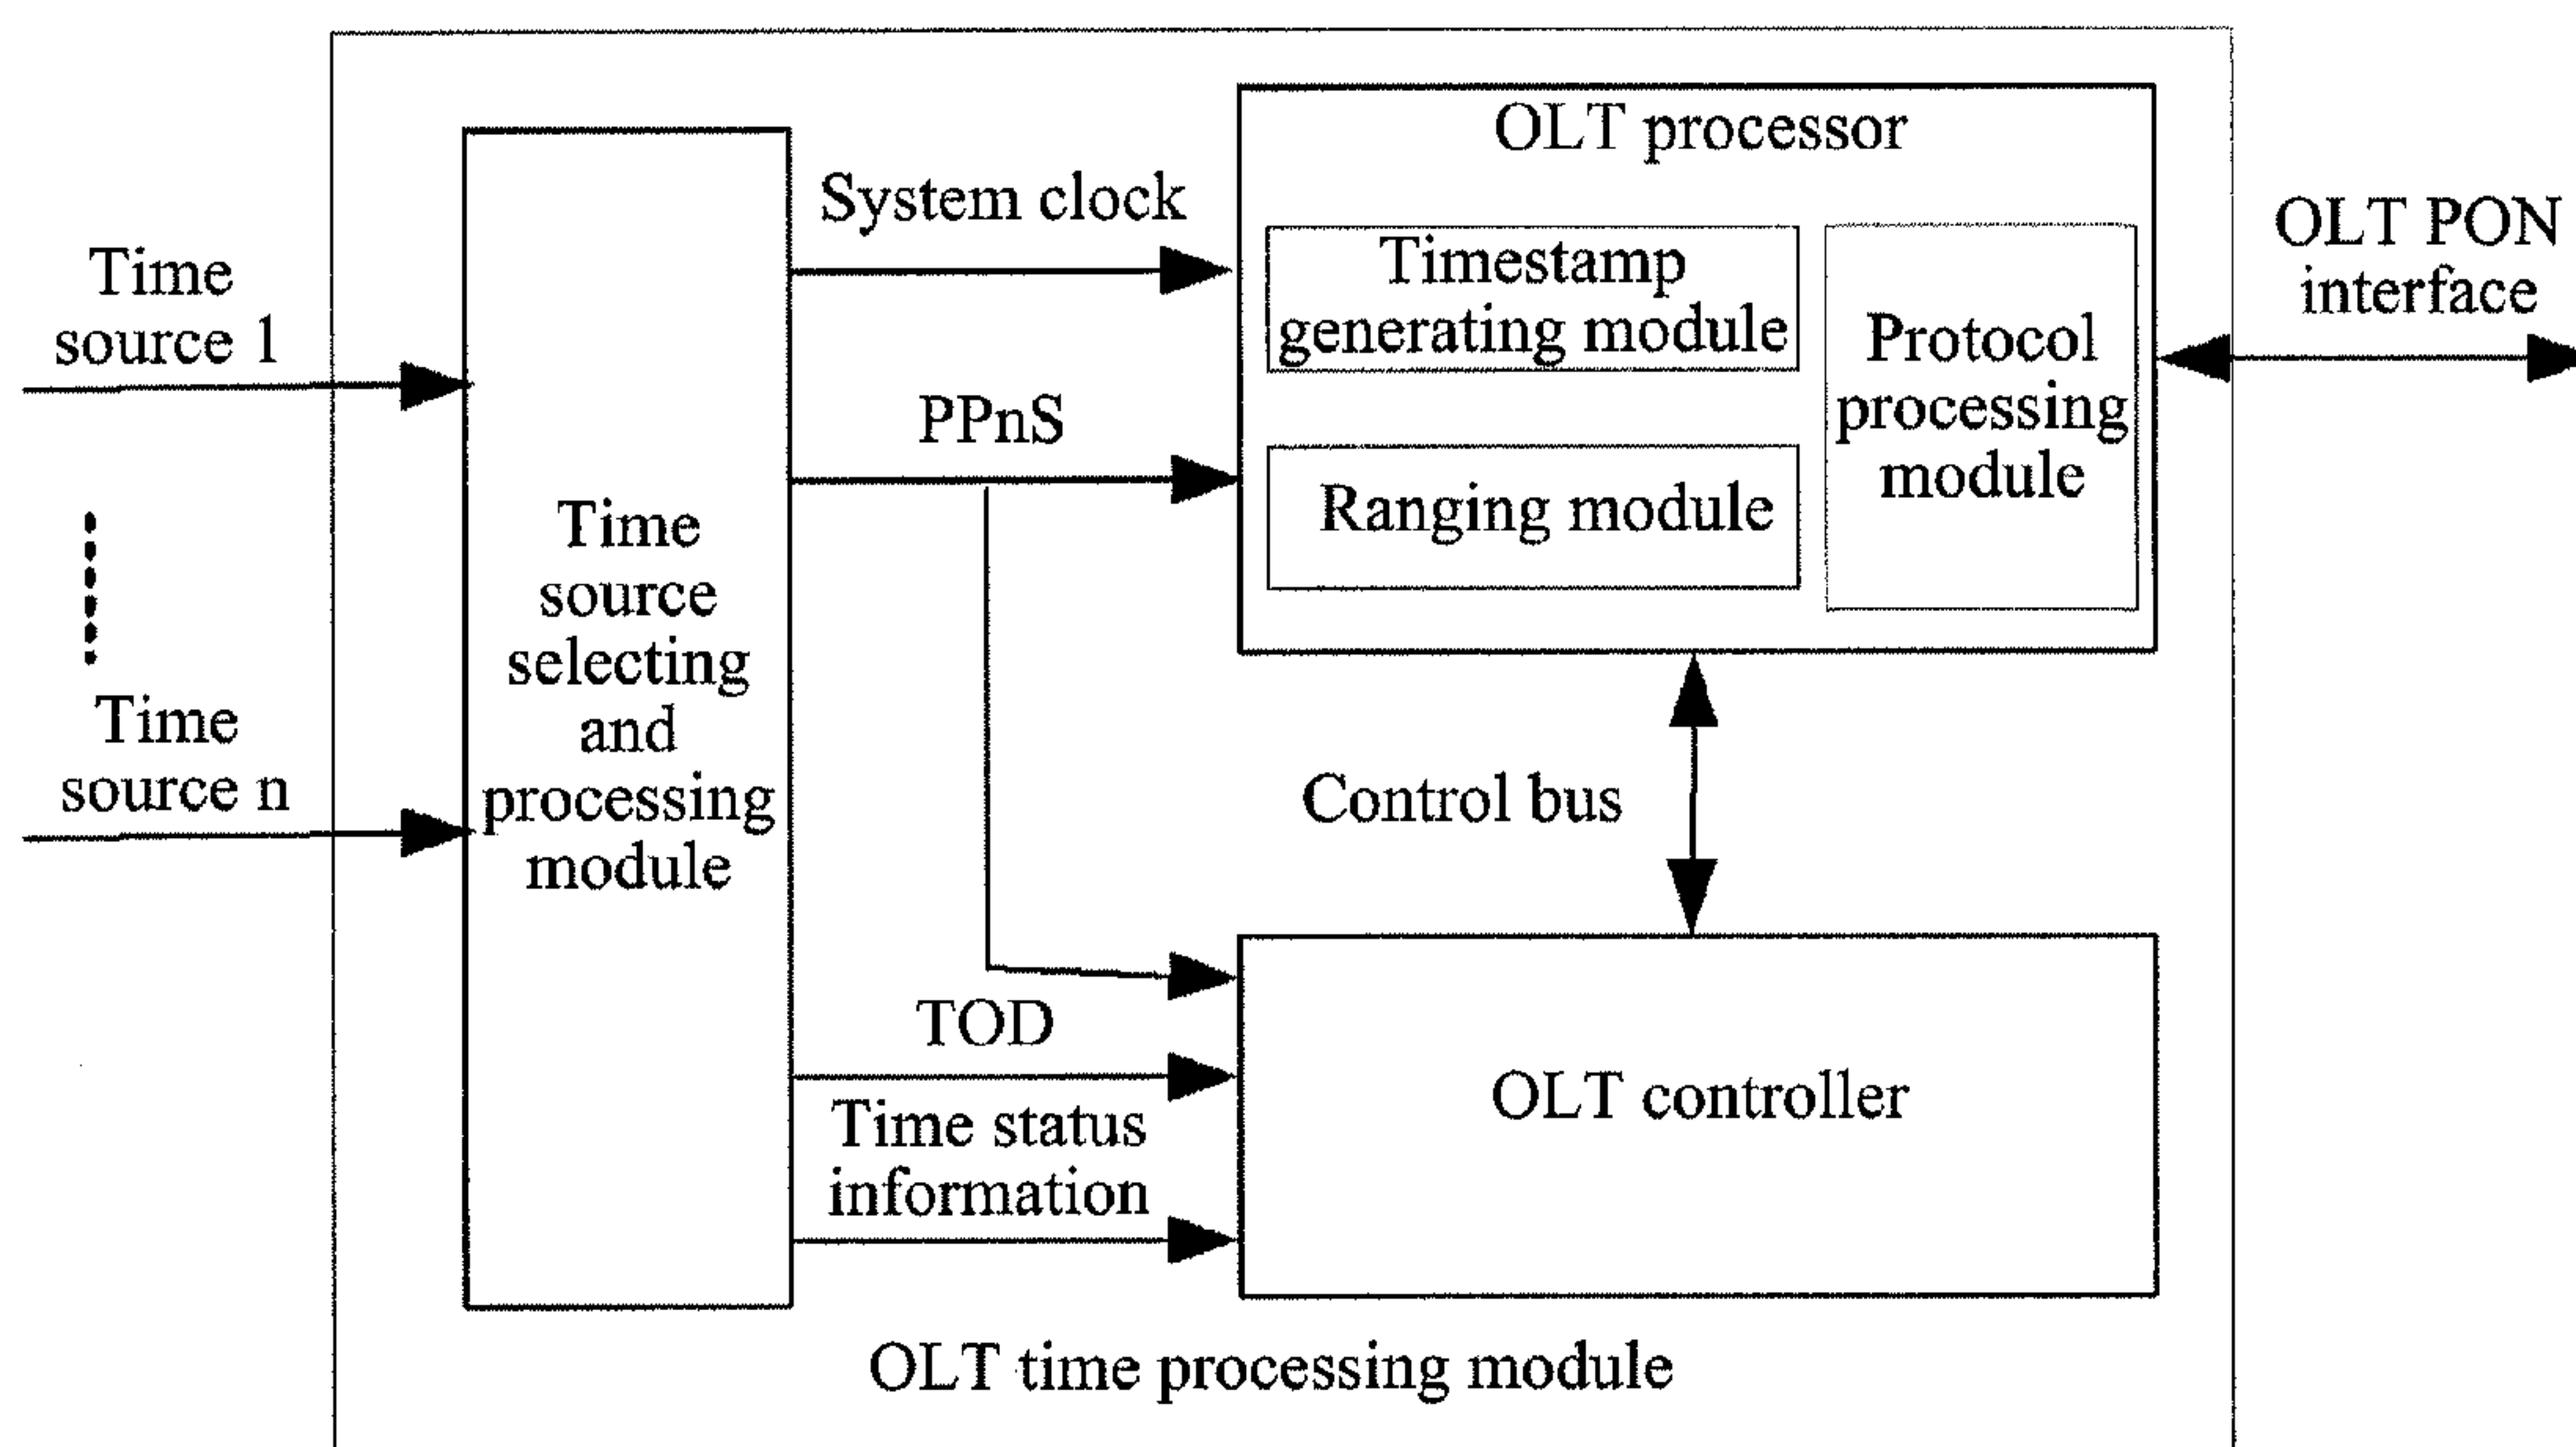 Time
source 1
Time
source n
Time
source
selecting
and
processing
module
System clock
PPnS
TOD
Time status
information
OLT processor
Timestamp
generating module
Ranging module
Protocol
processing
module
Control bus
OLT controller
OLT PON
interface
OLT time processing module